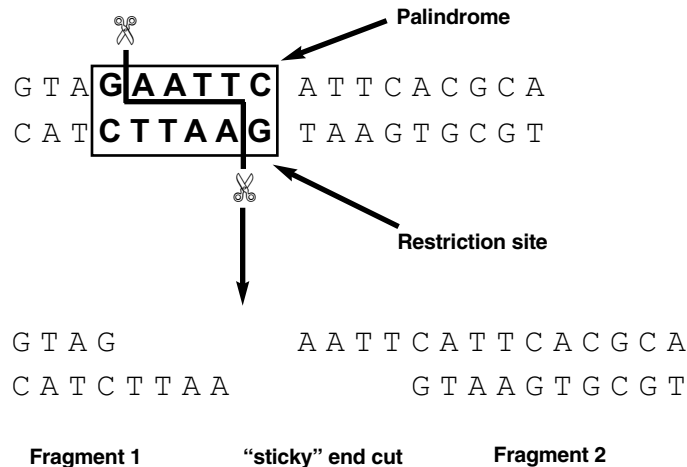 Palindrome
G T A G A A T T C A T T C A C G C A
C A T C T T A A G T A A G T G C G T
Restriction site
G T A G A A T T C A T T C A C G C A
C A T C T T A A G T A A G T G C G T
Fragment 1 “sticky” end cut Fragment 2